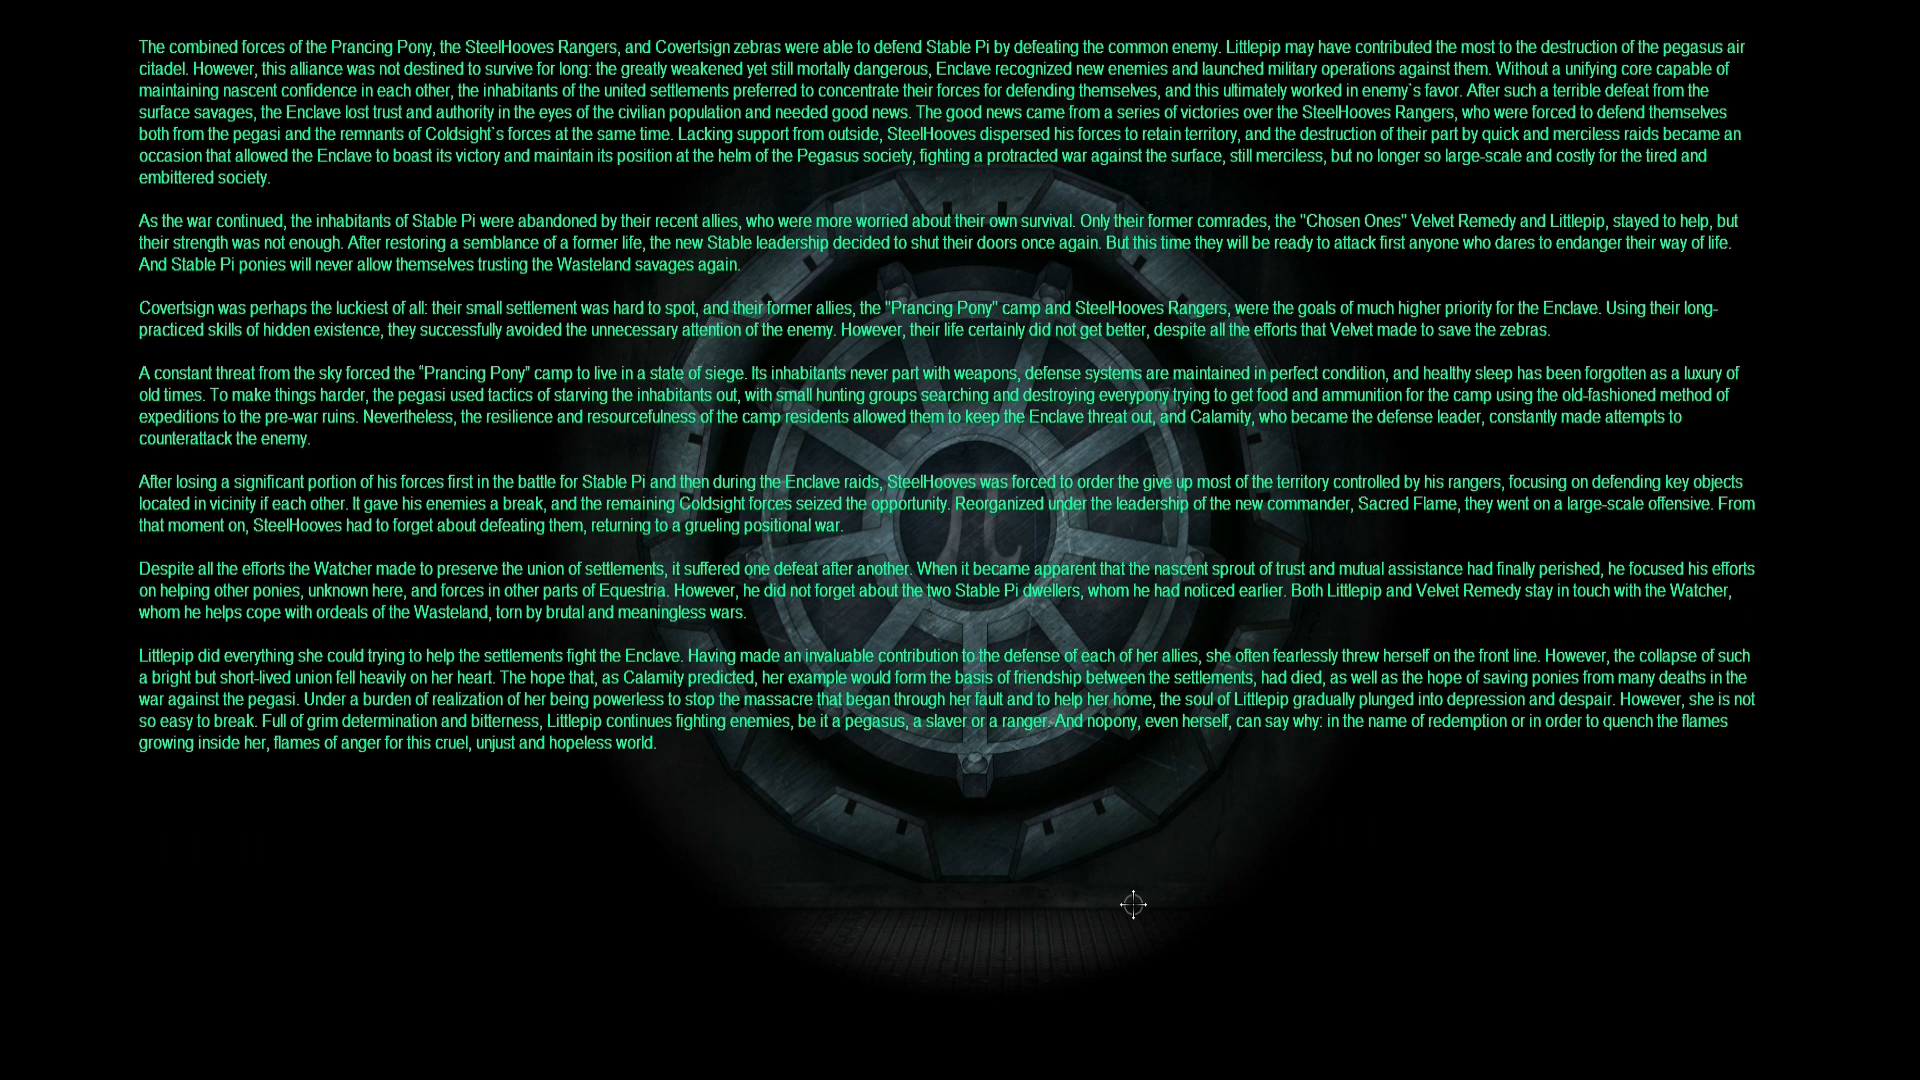 The combined forces of the Prancing Pony, the SteelHooves Rangers, and Covertsign zebras were able to defend Stable Pi by defeating the common enemy. Littlepip may have contributed the most to the destruction of the pegasus air
citadel. However, this alliance was not destined to survive for long: the greatly weakened yet still mortally dangerous, Enclave recognized new enemies and launched military operations against them. Without a unifying core capable of
maintaining nascent confidence in each other, the inhabitants of the united settlements preferred to concentrate their forces for defending themselves, and this ultimately worked in enemy`s favor. After such a terrible defeat from the
surface savages, the Enclave lost trust and authority in the eyes of the civilian population and needed good news. The good news came from a series of victories over the SteelHooves Rangers, who were forced to defend themselves
both from the pegasi and the remnants of Coldsight`s forces at the same time. Lacking support from outside, SteelHooves dispersed his forces to retain territory, and the destruction of their part by quick and merciless raids became an
occasion that allowed the Enclave to boast its victory and maintain its position at the helm of the Pegasus society, fighting a protracted war against the surface, still merciless, but no longer so large-scale and costly for the tired and
embittered society.
As the war continued, the inhabitants of Stable Pi were abandoned by their recent allies, who were more worried about their own survival. Only their former comrades, the "Chosen Ones" Velvet Remedy and Littlepip, stayed to help, but
their strength was not enough. After restoring a semblance of a former life, the new Stable leadership decided to shut their doors once again. But this time they will be ready to attack first anyone who dares to endanger their way of life.
And Stable Pi ponies will never allow themselves trusting the Wasteland savages again.
Covertsign was perhaps the luckiest of all: their small settlement was hard to spot, and their former allies, the "Prancing Pony" camp and SteelHooves Rangers, were the goals of much higher priority for the Enclave. Using their long-
practiced skills of hidden existence, they successfully avoided the unnecessary attention of the enemy. However, their life certainly did not get better, despite all the efforts that Velvet made to save the zebras.
A constant threat from the sky forced the "Prancing Pony" camp to live in a state of siege. Its inhabitants never part with weapons, defense systems are maintained in perfect condition, and healthy sleep has been forgotten as a luxury of
old times. To make things harder, the pegasi used tactics of starving the inhabitants out, with small hunting groups searching and destroying everypony trying to get food and ammunition for the camp using the old-fashioned method of
expeditions to the pre-war ruins. Nevertheless, the resilience and resourcefulness of the camp residents allowed them to keep the Enclave threat out, and Calamity, who became the defense leader, constantly made attempts to
counterattack the enemy.
After losing a significant portion of his forces first in the battle for Stable Pi and then during the Enclave raids, SteelHooves was forced to order the give up most of the territory controlled by his rangers, focusing on defending key objects
located in vicinity if each other. It gave his enemies a break, and the remaining Coldsight forces seized the opportunity. Reorganized under the leadership of the new commander, Sacred Flame, they went on a large-scale offensive. From
that moment on, SteelHooves had to forget about defeating them, returning to a grueling positional war.
Despite all the efforts the Watcher made to preserve the union of settlements, it suffered one defeat after another. When it became apparent that the nascent sprout of trust and mutual assistance had finally perished, he focused his efforts
on helping other ponies, unknown here, and forces in other parts of Equestria. However, he did not forget about the two Stable Pi dwellers, whom he had noticed earlier. Both Littlepip and Velvet Remedy stay in touch with the Watcher,
whom he helps cope with ordeals of the Wasteland, torn by brutal and meaningless wars.
Littlepip did everything she could trying to help the settlements fight the Enclave. Having made an invaluable contribution to the defense of each of her allies, she often fearlessly threw herself on the front line. However, the collapse of such
a bright but short-lived union fell heavily on her heart. The hope that, as Calamity predicted, her example would form the basis of friendship between the settlements, had died, as well as the hope of saving ponies from many deaths in the
war against the pegasi. Under a burden of realization of her being powerless to stop the massacre that began through her fault and to help her home, the soul of Littlepip gradually plunged into depression and despair. However, she is not
so easy to break. Full of grim determination and bitterness, Littlepip continues fighting enemies, be it a pegasus, a slaver or a ranger. And nopony, even herself, can say why: in the name of redemption or in order to quench the flames
growing inside her, flames of anger for this cruel, unjust and hopeless world.
π